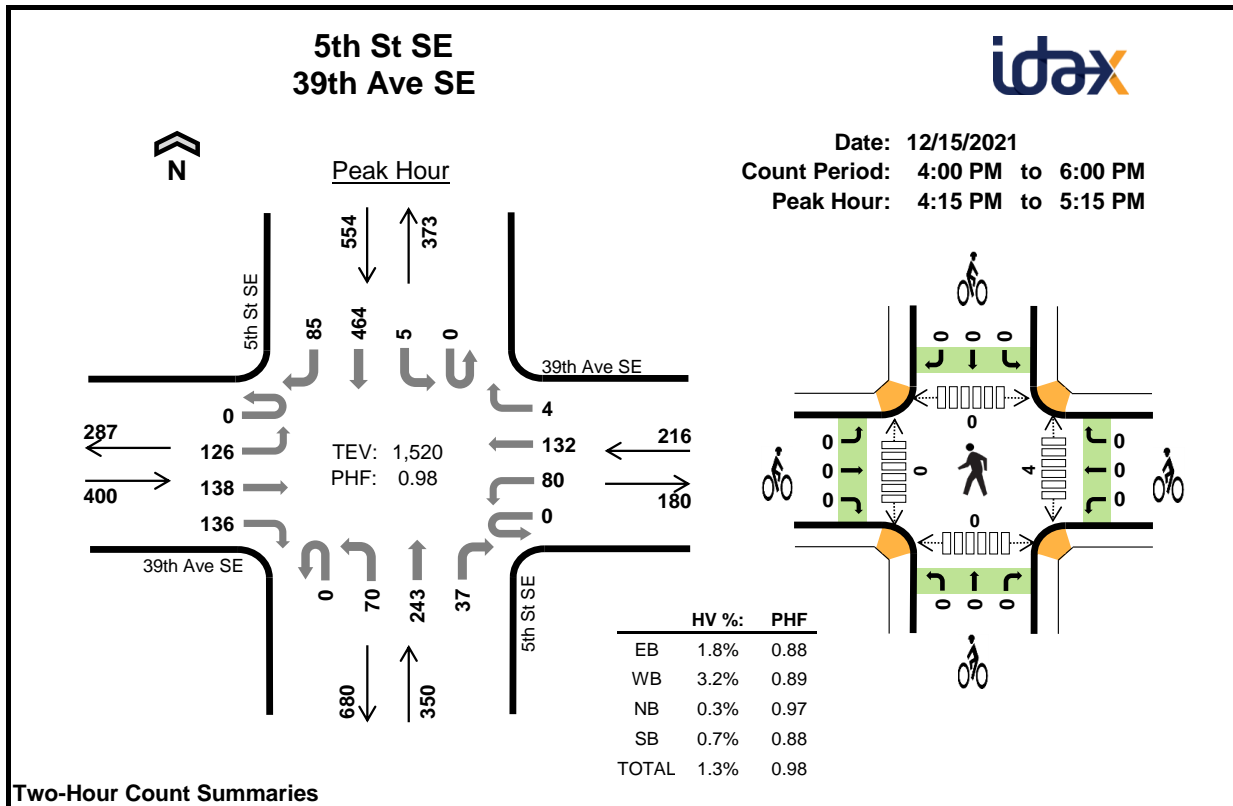 5th St SE
39th Ave SE
idax
Date: 12/15/2021
Count Period: 4:00 PM to 6:00 PM
Peak Hour: 4:15 PM to 5:15 PM
N
Peak Hour
554
373
5th St SE
85
464
5
0
39th Ave SE
0
126
138
136
287
400
TEV: 1,520
PHF: 0.98
4
132
80
0
216
180
39th Ave SE
0
70
243
37
5th St SE
680
350
0 0 0
0
0
0
0
0
0
4
0
0
0
0
0 0 0
HV %: PHF
EB 1.8% 0.88
WB 3.2% 0.89
NB 0.3% 0.97
SB 0.7% 0.88
TOTAL 1.3% 0.98
Two-Hour Count Summaries